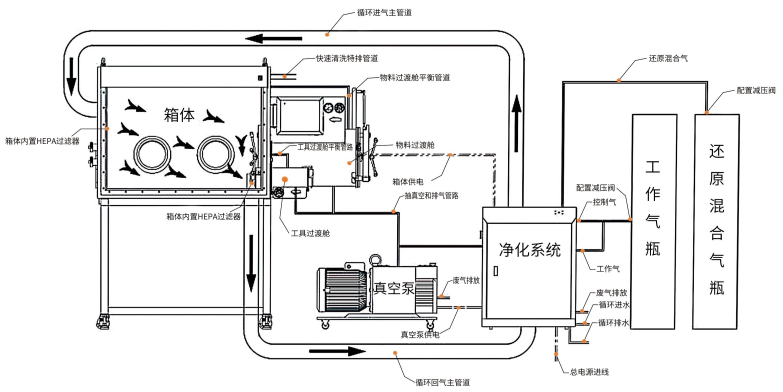 循环进气主管道
快速清洗特排管道
还原混合气
物料过渡舱平衡管道
配置减压阀
箱体
箱体内置HEPA过滤器
工具过渡舱平衡管路
物料过渡舱
箱体供电
配置减压阀
控制气
抽真空和排气管路
箱体内置HEPA过滤器
工具过渡舱
工作气瓶
还原混合气瓶
净化系统
工作气
真空泵
废气排放
废气排放
循环进水
循环排水
真空泵供电
总电源进线
循环回气主管道